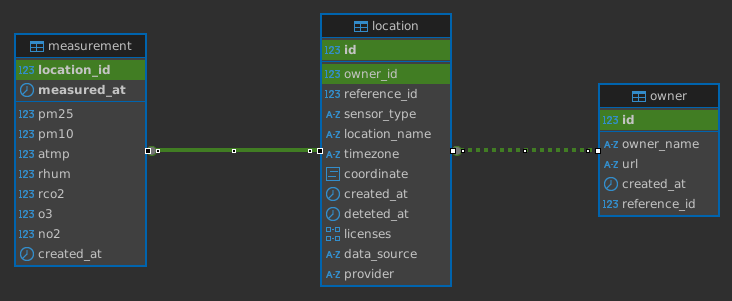 measurement
123 location_id
measured_at
123 pm25
123 pm10
123 atmp
123 rhum
123 rco2
123 o3
123 no2
created_at
location
123 id
123 owner_id
123 reference_id
A-Z sensor_type
A-Z location_name
A-Z timezone
coordinate
created_at
deteted_at
licenses
A-Z data_source
A-Z provider
owner
123 id
A-Z owner_name
A-Z url
created_at
123 reference_id